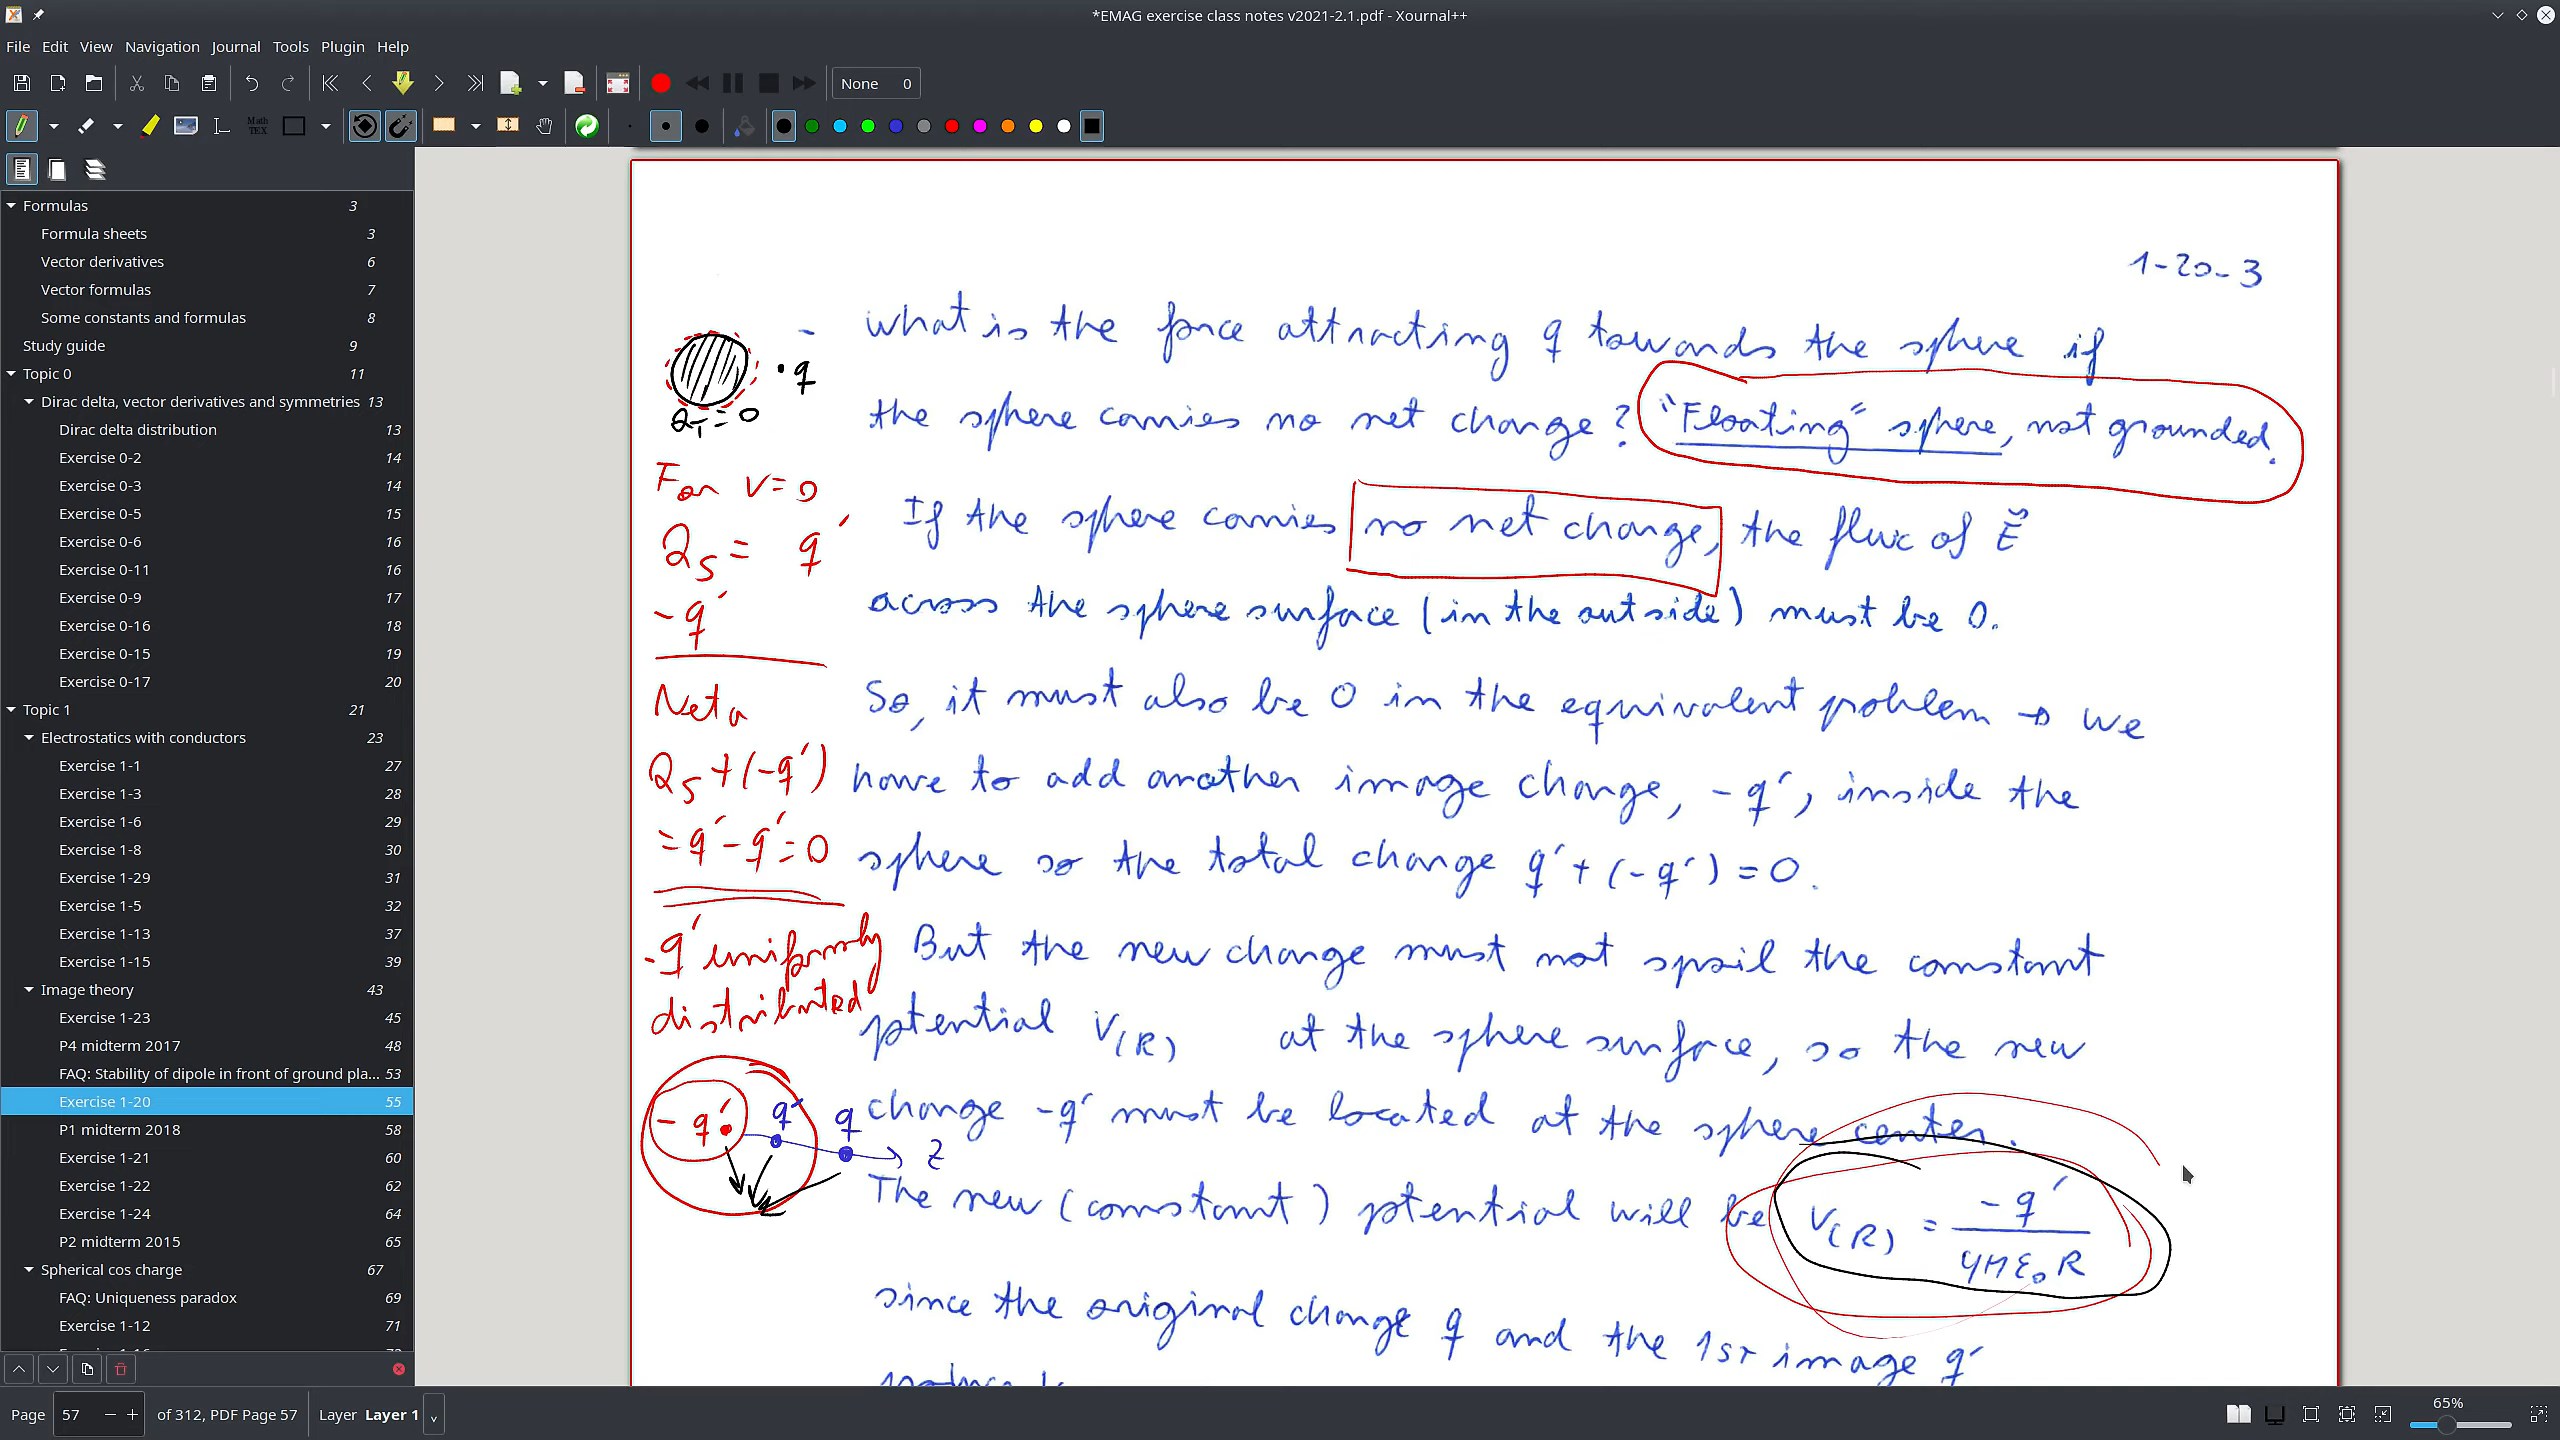 *EMAG exercise class notes v2021-2.1.pdf - Xournal++
File Edit View Navigation Journal Tools Plugin Help
None 0
Math TEX
Formulas 3
Formula sheets 3
Vector derivatives 6
Vector formulas 7
Some constants and formulas 8
Study guide 9
Topic 0 11
Dirac delta, vector derivatives and symmetries 13
Dirac delta distribution 13
Exercise 0-2 14
Exercise 0-3 14
Exercise 0-5 15
Exercise 0-6 16
Exercise 0-11 16
Exercise 0-9 17
Exercise 0-16 18
Exercise 0-15 19
Exercise 0-17 20
Topic 1 21
Electrostatics with conductors 23
Exercise 1-1 27
Exercise 1-3 28
Exercise 1-6 29
Exercise 1-8 30
Exercise 1-29 31
Exercise 1-5 32
Exercise 1-13 37
Exercise 1-15 39
Image theory 43
Exercise 1-23 45
P4 midterm 2017 48
FAQ: Stability of dipole in front of ground pla... 53
Exercise 1-20 55
P1 midterm 2018 58
Exercise 1-21 60
Exercise 1-22 62
Exercise 1-24 64
P2 midterm 2015 65
Spherical cos charge 67
FAQ: Uniqueness paradox 69
Exercise 1-12 71
1-20-3
- what is the force attracting q towards the sphere if
the sphere carries no net charge? "Floating" sphere, not grounded.
If the sphere carries no net charge, the flux of E
across the sphere surface (in the outside) must be 0.
So, it must also be 0 in the equivalent problem → we
have to add another image charge, -q', inside the
sphere so the total charge q' + (-q') = 0.
But the new charge must not spoil the constant
potential V(R) at the sphere surface, so the new
charge -q' must be located at the sphere center.
The new (constant) potential will be V(R) = -q' / 4πε₀R
since the original charge q and the 1st image q'
q
Q_T = 0
For V=0
Q_S = q'
-q'
Q_S + (-q')
= q' - q' = 0
-q' uniformly
distributed
-q' q' q z
Page 57 of 312, PDF Page 57 Layer Layer 1
65%